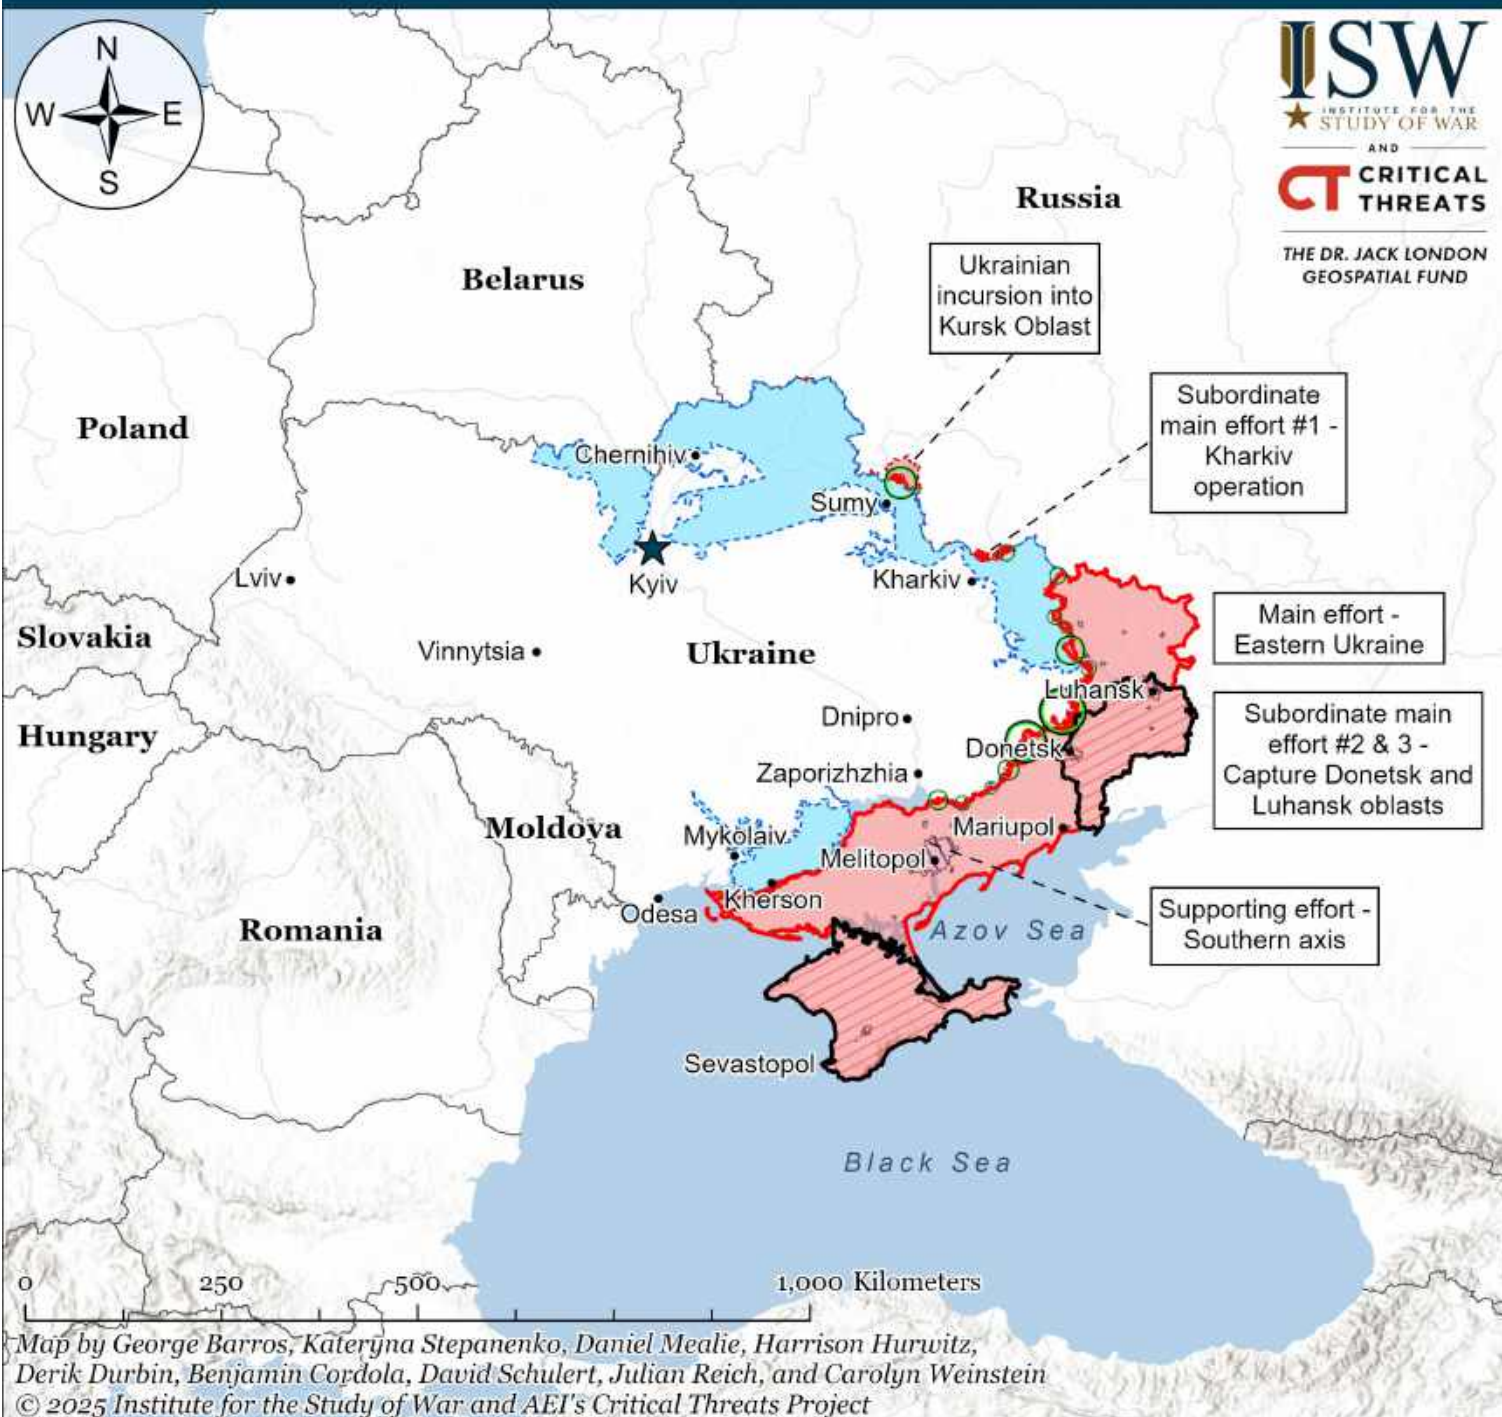 N
W
E
S
ISW
INSTITUTE FOR THE
STUDY OF WAR
AND
CT CRITICAL
THREATS
THE DR. JACK LONDON
GEOSPATIAL FUND
Russia
Belarus
Ukrainian
incursion into
Kursk Oblast
Subordinate
main effort #1 -
Kharkiv
operation
Poland
Chernihiv
Sumy
Kyiv
Lviv
Kharkiv
Slovakia
Main effort -
Eastern Ukraine
Vinnytsia
Ukraine
Luhansk
Hungary
Dnipro
Donetsk
Subordinate main
effort #2 & 3 -
Capture Donetsk and
Luhansk oblasts
Zaporizhzhia
Moldova
Mykolaiv
Mariupol
Melitopol
Kherson
Odesa
Romania
Azov Sea
Supporting effort -
Southern axis
Sevastopol
Black Sea
0 250 500 1,000 Kilometers
Map by George Barros, Kateryna Stepanenko, Daniel Mealie, Harrison Hurwitz,
Derik Durbin, Benjamin Cordola, David Schulert, Julian Reich, and Carolyn Weinstein
© 2025 Institute for the Study of War and AEI's Critical Threats Project